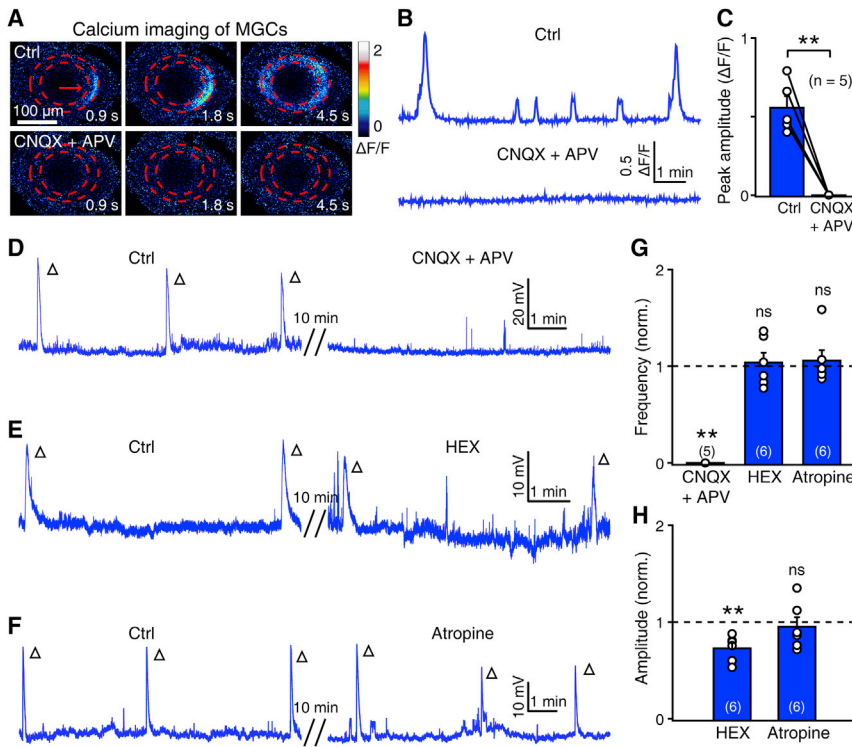 A
Calcium imaging of MGCs
Ctrl
100 μm
0.9 s
1.8 s
4.5 s
CNQX + APV
0.9 s
1.8 s
4.5 s
2
0
ΔF/F
B
Ctrl
CNQX + APV
0.5
ΔF/F
1 min
C
**
(n = 5)
Peak amplitude (ΔF/F)
1
0
Ctrl
CNQX
+ APV
D
Ctrl
Δ
Δ
Δ
10 min
CNQX + APV
20 mV
1 min
E
Ctrl
Δ
Δ
10 min
HEX
Δ
Δ
10 mV
1 min
F
Ctrl
Δ
Δ
Δ
10 min
Atropine
Δ
Δ
Δ
10 mV
1 min
G
Frequency (norm.)
2
1
0
**
(5)
ns
(6)
ns
(6)
CNQX
+ APV
HEX
Atropine
H
Amplitude (norm.)
2
1
0
**
(6)
ns
(6)
HEX
Atropine